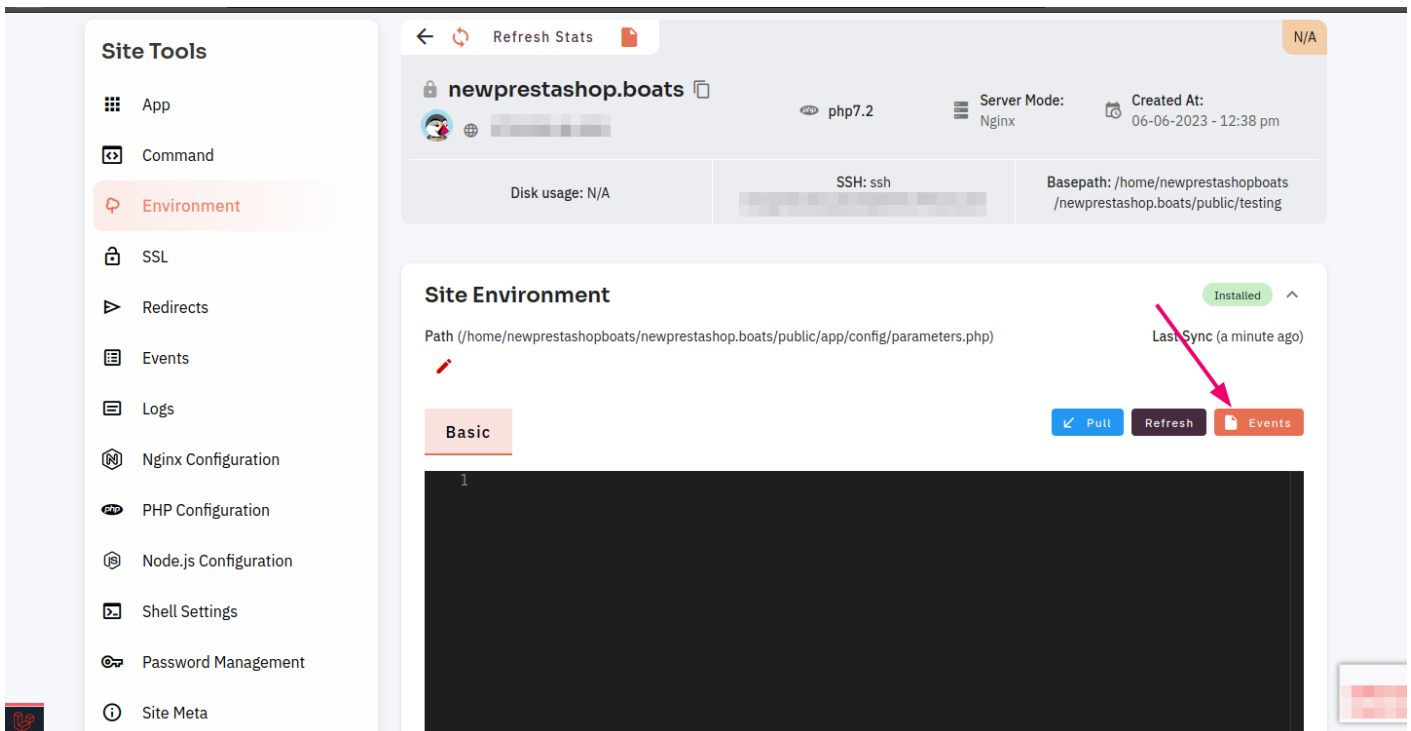 Site Tools
App
Command
Environment
SSL
Redirects
Events
Logs
Nginx Configuration
PHP Configuration
Node.js Configuration
Shell Settings
Password Management
Site Meta
Refresh Stats
N/A
newprestashop.boats
php7.2
Server Mode:
Nginx
Created At:
06-06-2023 - 12:38 pm
Disk usage: N/A
SSH: ssh
Basepath: /home/newprestashopboats
/newprestashop.boats/public/testing
Site Environment
Installed
Path (/home/newprestashopboats/newprestashop.boats/public/app/config/parameters.php)
Last Sync (a minute ago)
Basic
Pull
Refresh
Events
1